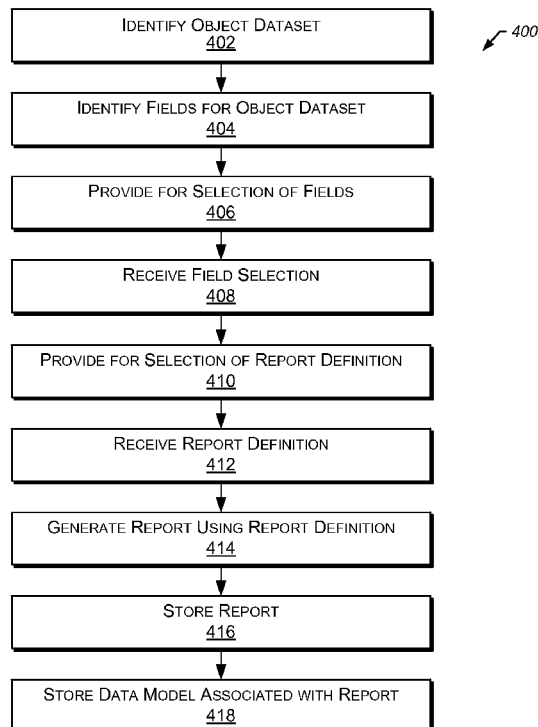 IDENTIFY OBJECT DATASET
402
400
IDENTIFY FIELDS FOR OBJECT DATASET
404
PROVIDE FOR SELECTION OF FIELDS
406
RECEIVE FIELD SELECTION
408
PROVIDE FOR SELECTION OF REPORT DEFINITION
410
RECEIVE REPORT DEFINITION
412
GENERATE REPORT USING REPORT DEFINITION
414
STORE REPORT
416
STORE DATA MODEL ASSOCIATED WITH REPORT
418